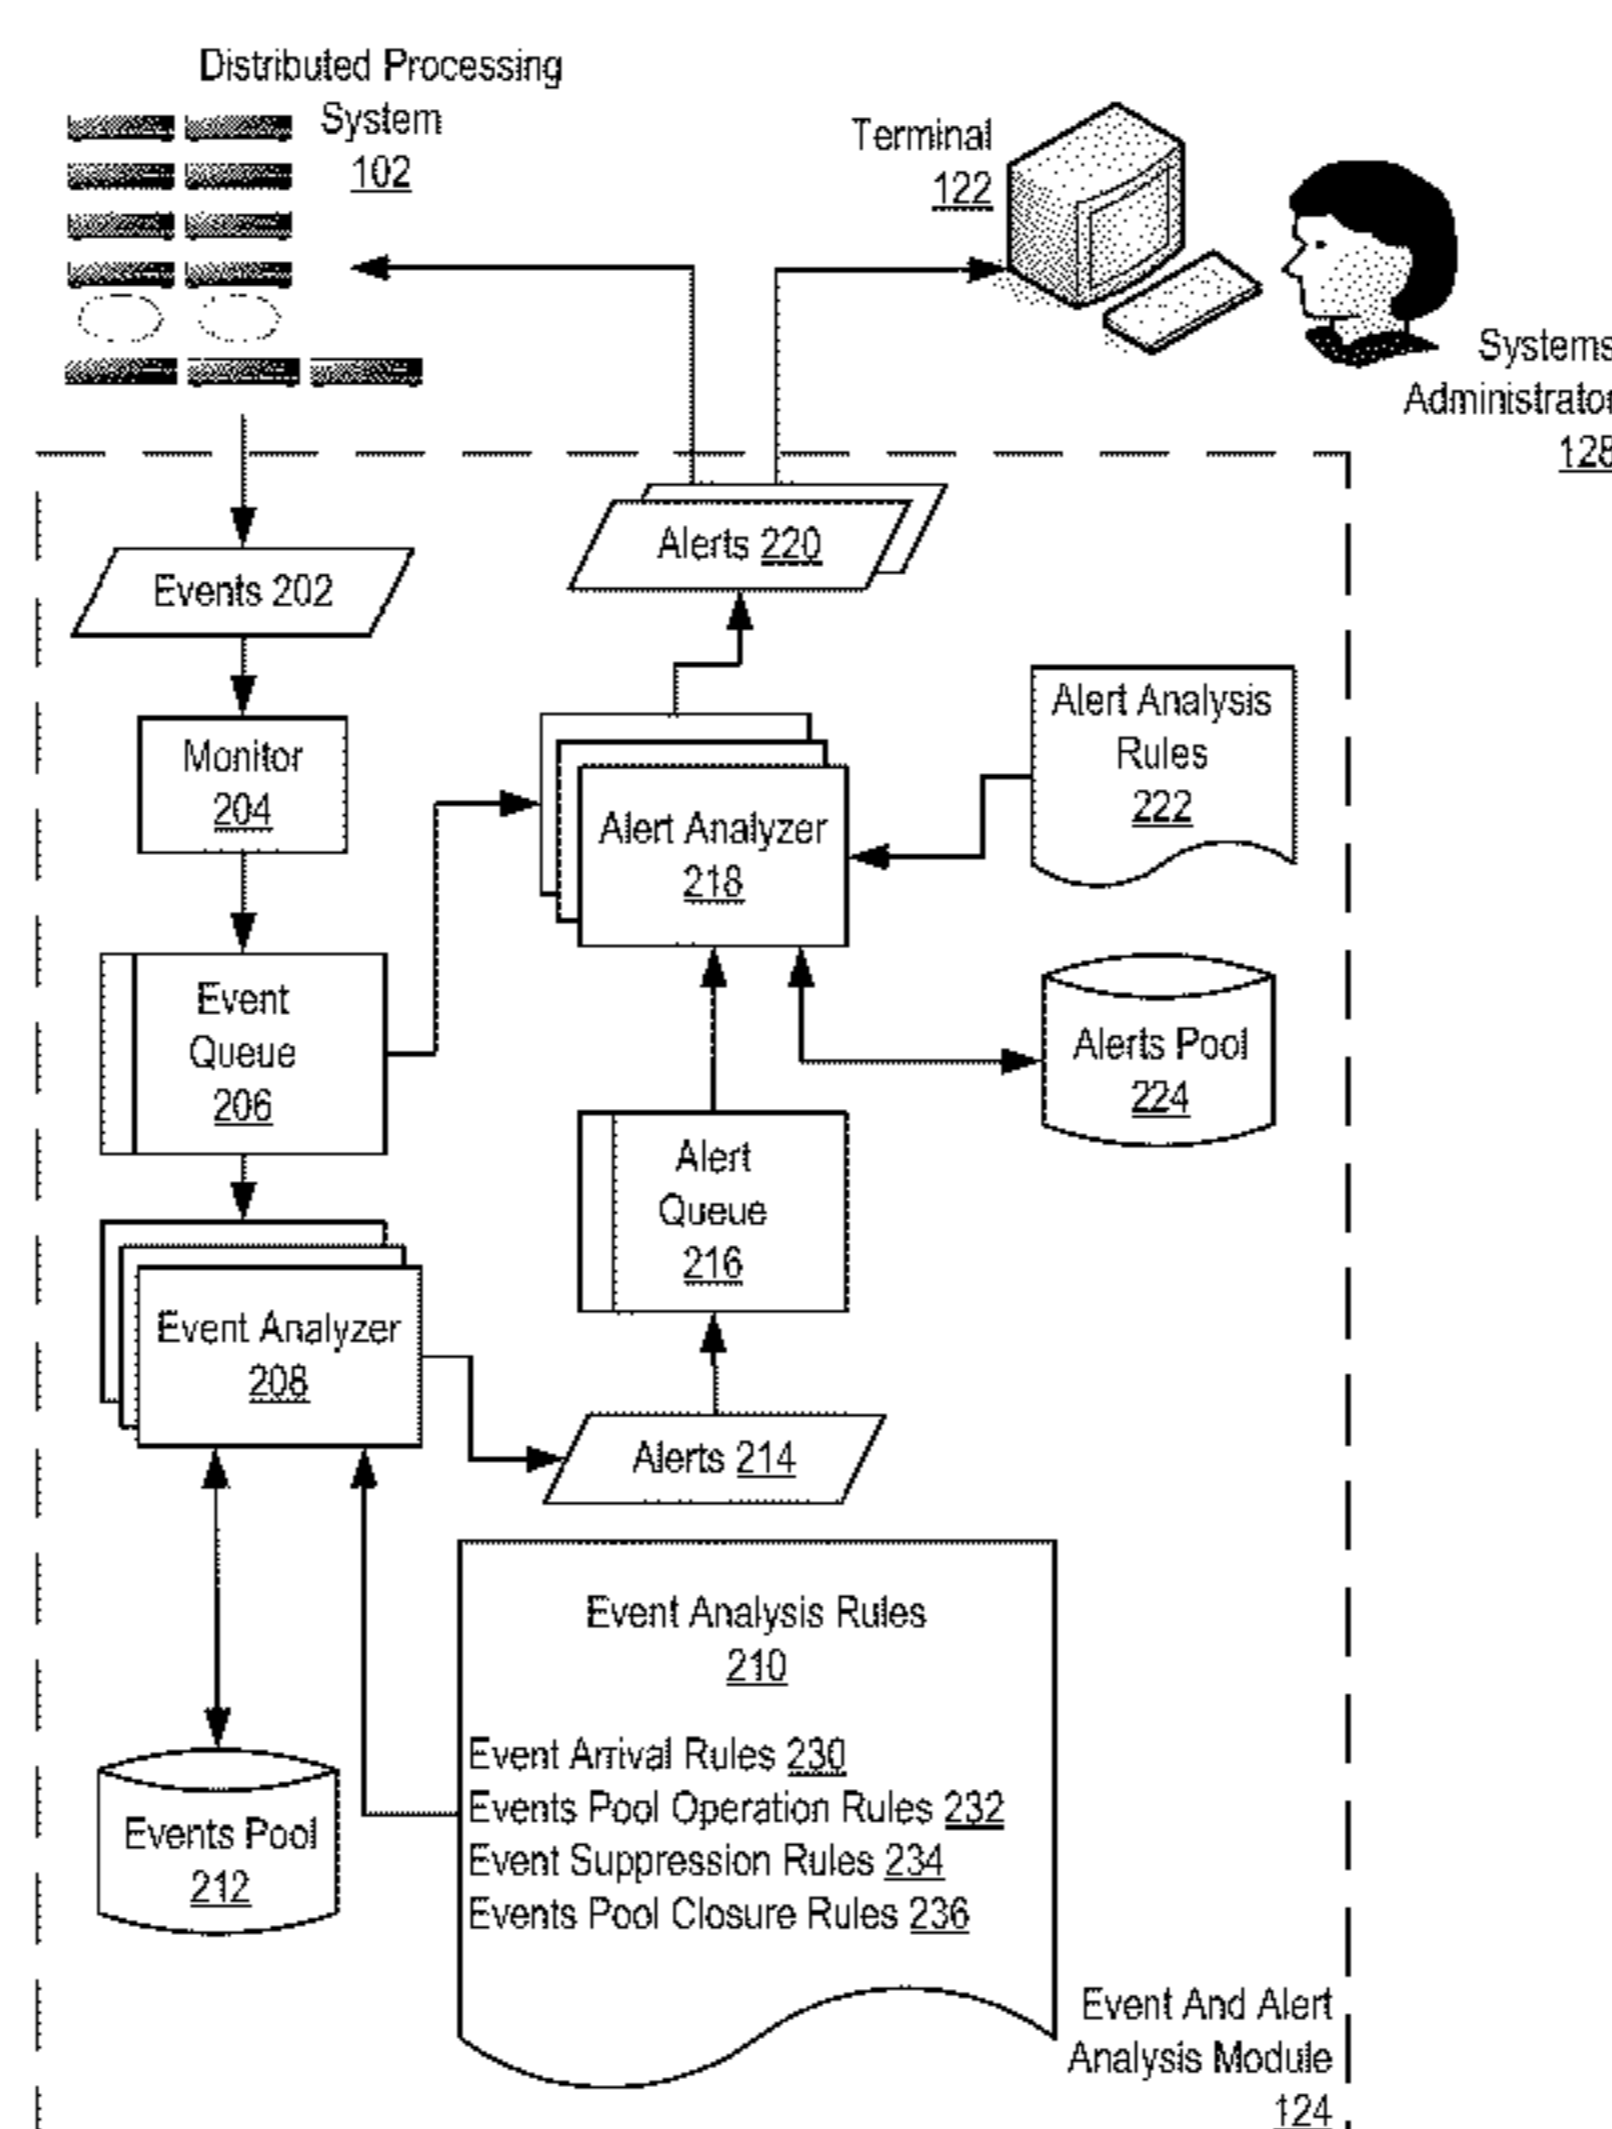 Distributed Processing
System
102
Terminal
122
Systems
Administrator
128
Alerts 220
Events 202
Alert Analysis
Rules
222
Monitor
204
Alert Analyzer
218
Event
Queue
206
Alerts Pool
224
Alert
Queue
216
Event Analyzer
208
Alerts 214
Event Analysis Rules
210
Event Arrival Rules 230
Events Pool Operation Rules 232
Event Suppression Rules 234
Events Pool Closure Rules 236
Events Pool
212
Event And Alert
Analysis Module
124